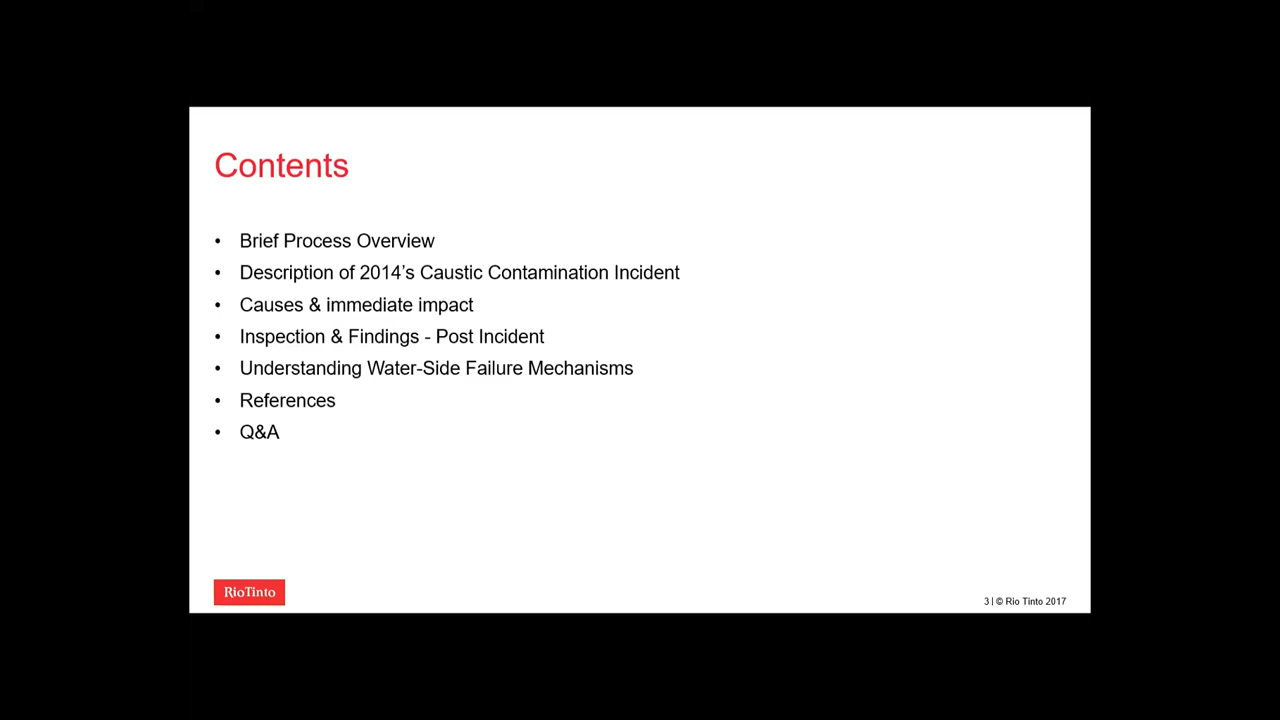 Contents
• Brief Process Overview
• Description of 2014’s Caustic Contamination Incident
• Causes & immediate impact
• Inspection & Findings - Post Incident
• Understanding Water-Side Failure Mechanisms
• References
• Q&A
RioTinto
3 | © Rio Tinto 2017